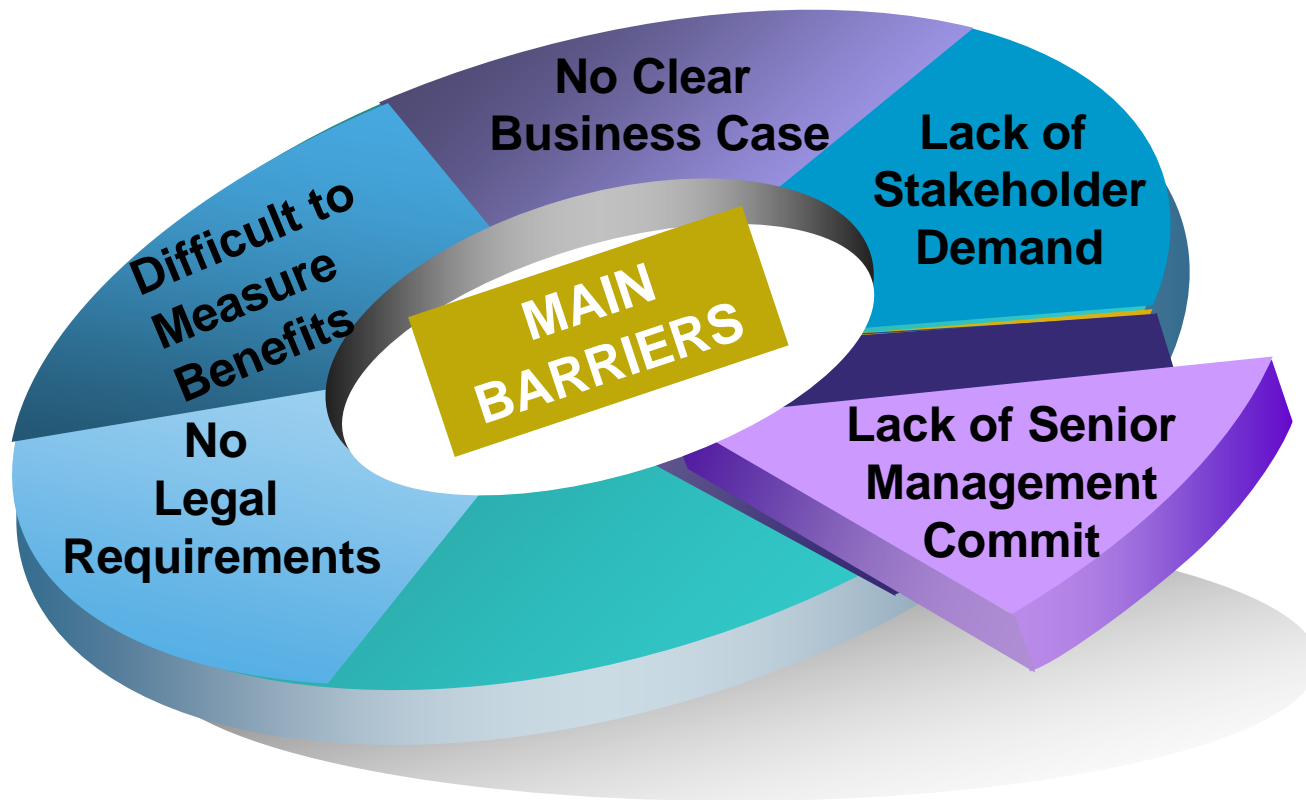 No Clear
Business Case
Lack of
Stakeholder
Demand
Difficult to
Measure
Benefits
MAIN
BARRIERS
Lack of Senior
Management
Commit
No
Legal
Requirements